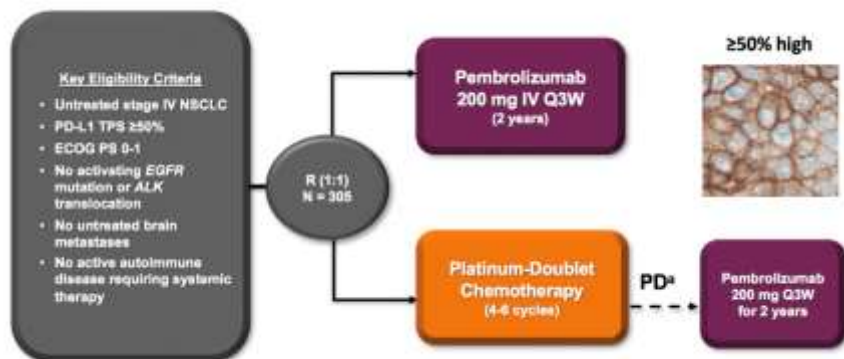 Key Eligibility Criteria
• Untreated stage IV NSCLC
• PD-L1 TPS ≥50%
• ECOG PS 0-1
• No activating EGFR
mutation or ALK
translocation
• No untreated brain
metastases
• No active autoimmune
disease requiring systemic
therapy
R (1:1)
N = 305
Pembrolizumab
200 mg IV Q3W
(2 years)
≥50% high
Platinum-Doublet
Chemotherapy
(4-6 cycles)
PDᵃ
Pembrolizumab
200 mg Q3W
for 2 years